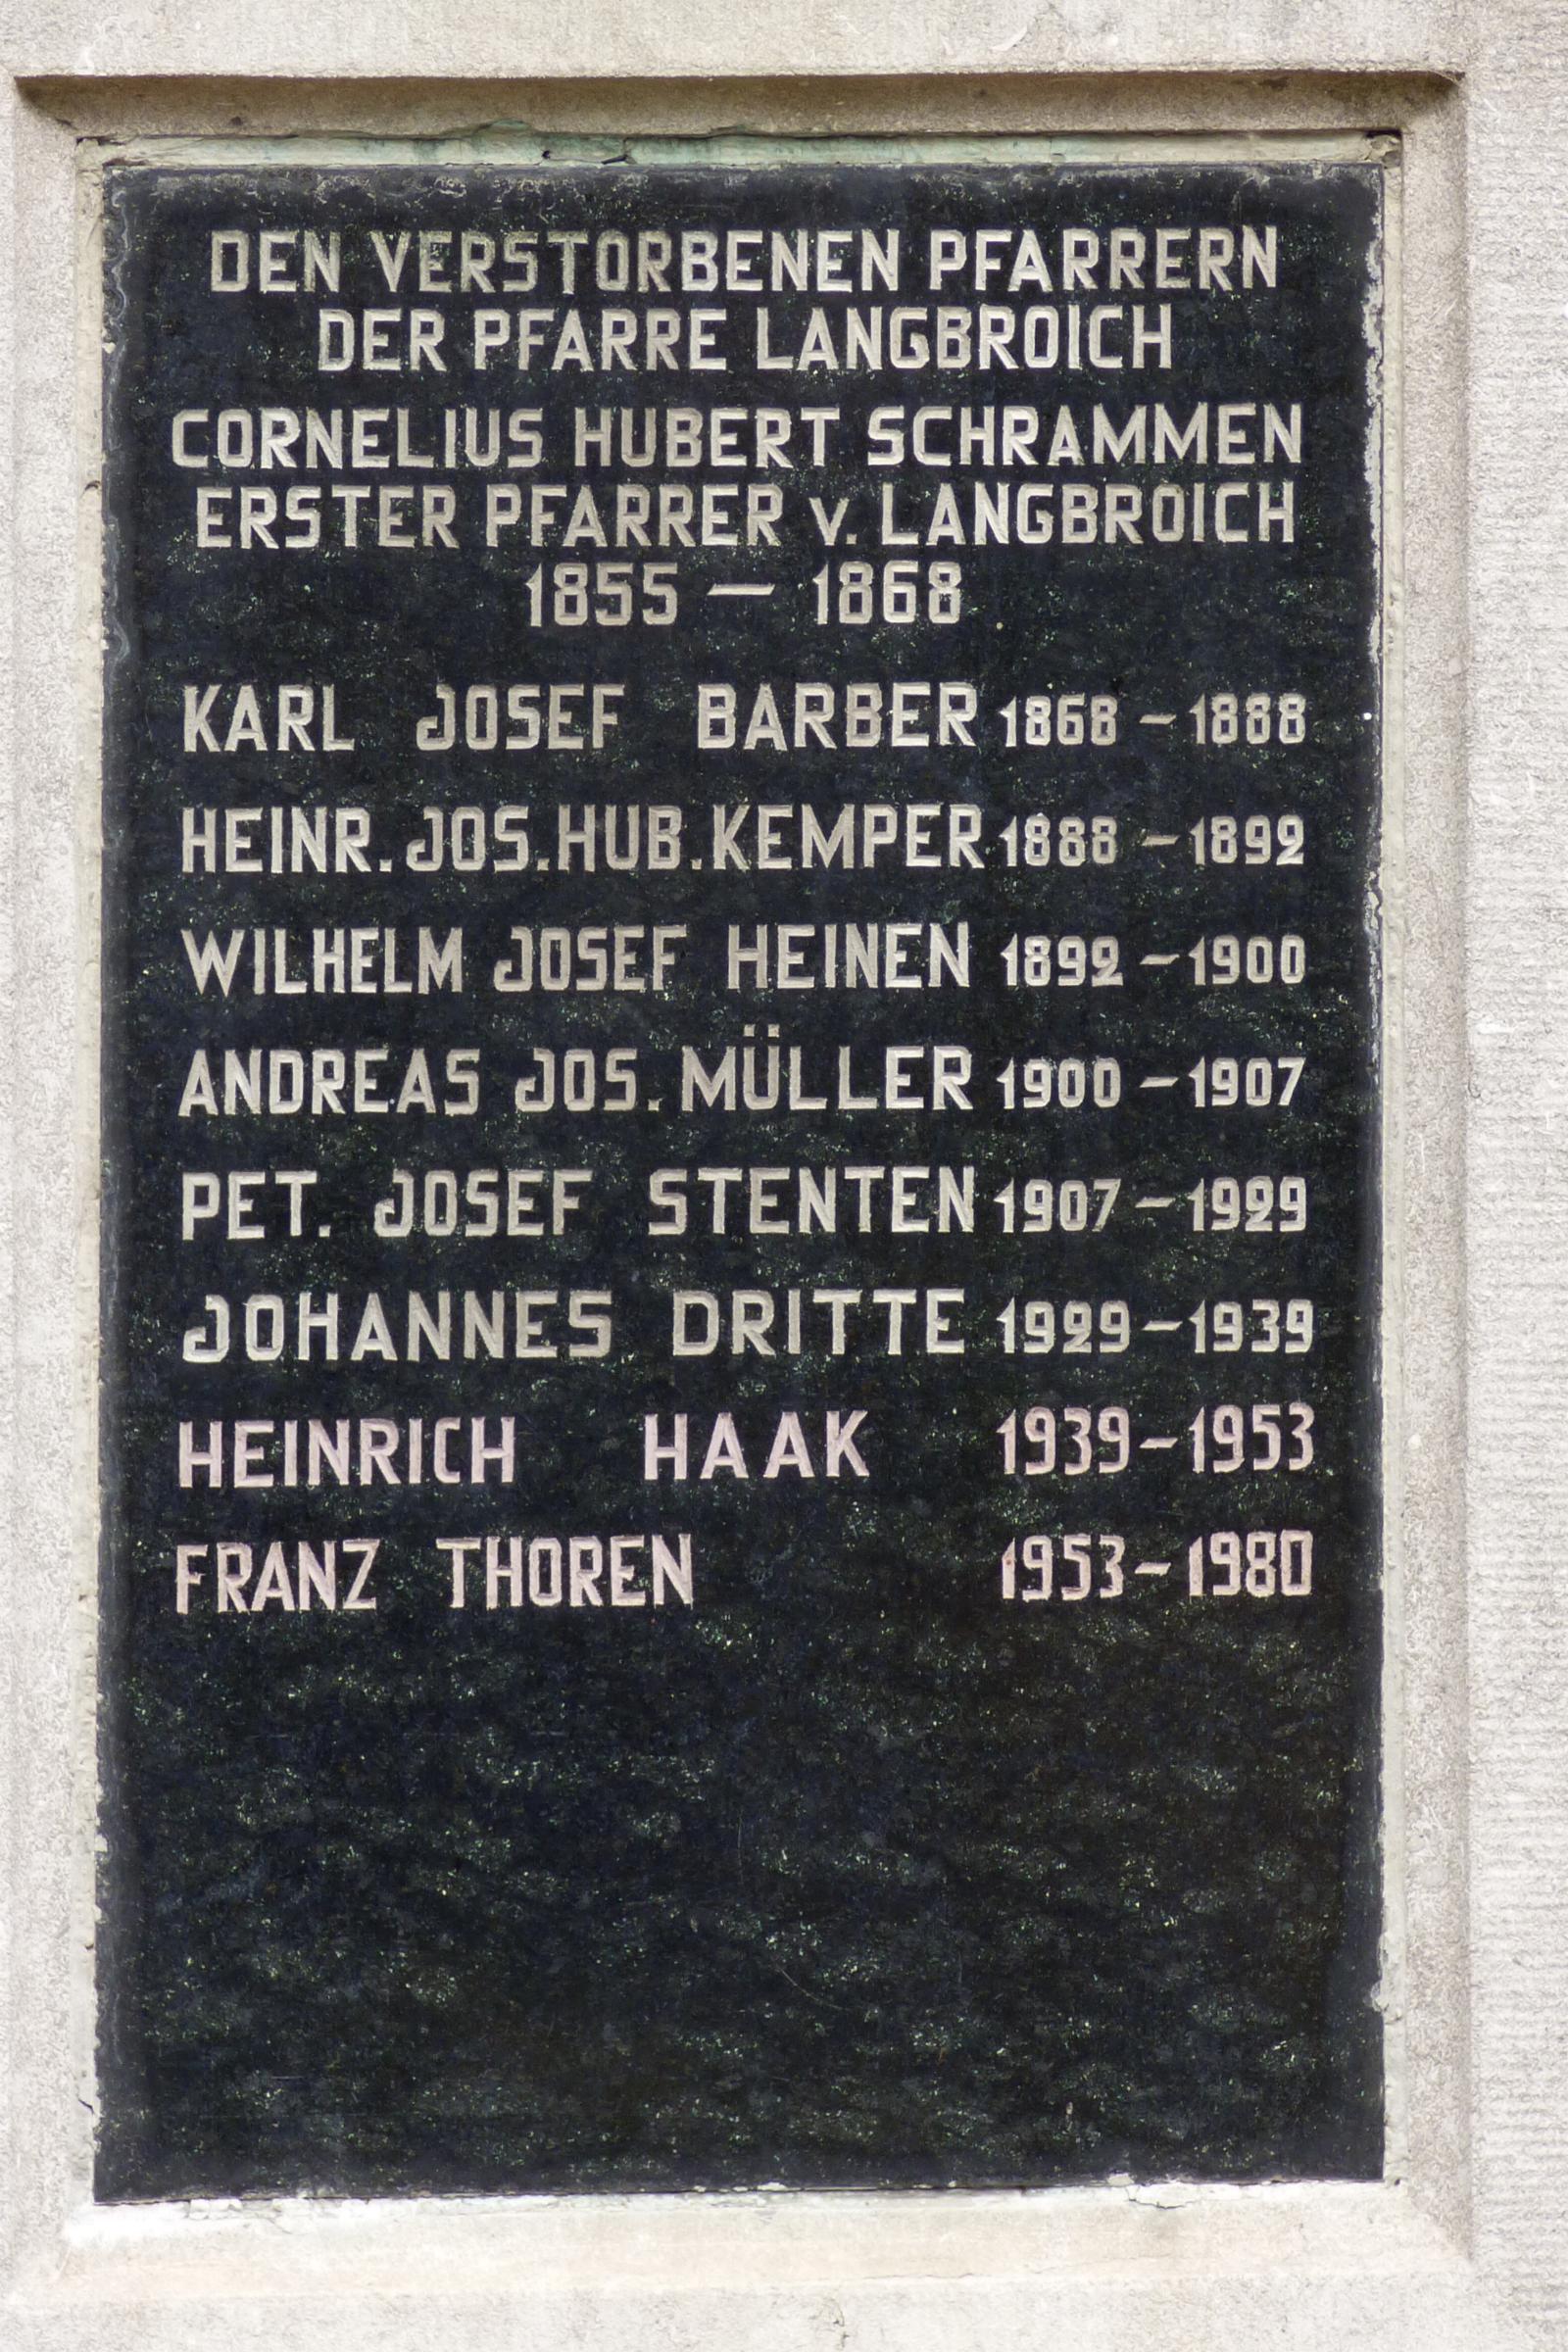 DEN VERSTORBENEN PFARRERN
DER PFARRE LANGBROICH
CORNELIUS HUBERT SCHRAMMEN
ERSTER PFARRER v. LANGBROICH
1855 — 1868
KARL JOSEF BARBER 1868 – 1888
HEINR. JOS. HUB. KEMPER 1888 – 1892
WILHELM JOSEF HEINEN 1892 – 1900
ANDREAS JOS. MÜLLER 1900 – 1907
PET. JOSEF STENTEN 1907 – 1929
JOHANNES DRITTE 1929 – 1939
HEINRICH HAAK 1939 – 1953
FRANZ THOREN 1953 – 1980